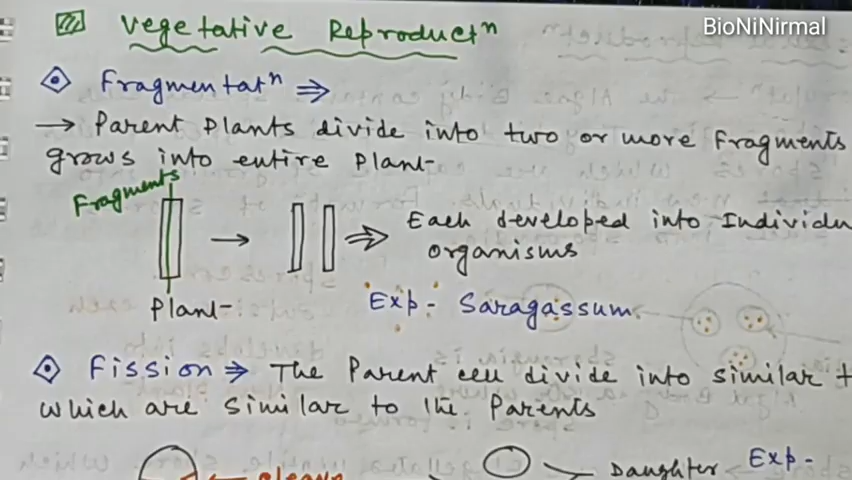 BioNiNirmal
Vegetative Reproductⁿ
Fragmentatⁿ ⇒
→ Parent Plants divide into two or more fragments
grows into entire Plant-
Fragments
→ ⇒ Each developed into Individu
organisms
Plant-
Exp- Saragassum
Fission ⇒ The Parent cell divide into similar
which are similar to the Parents
Daughter Exp-